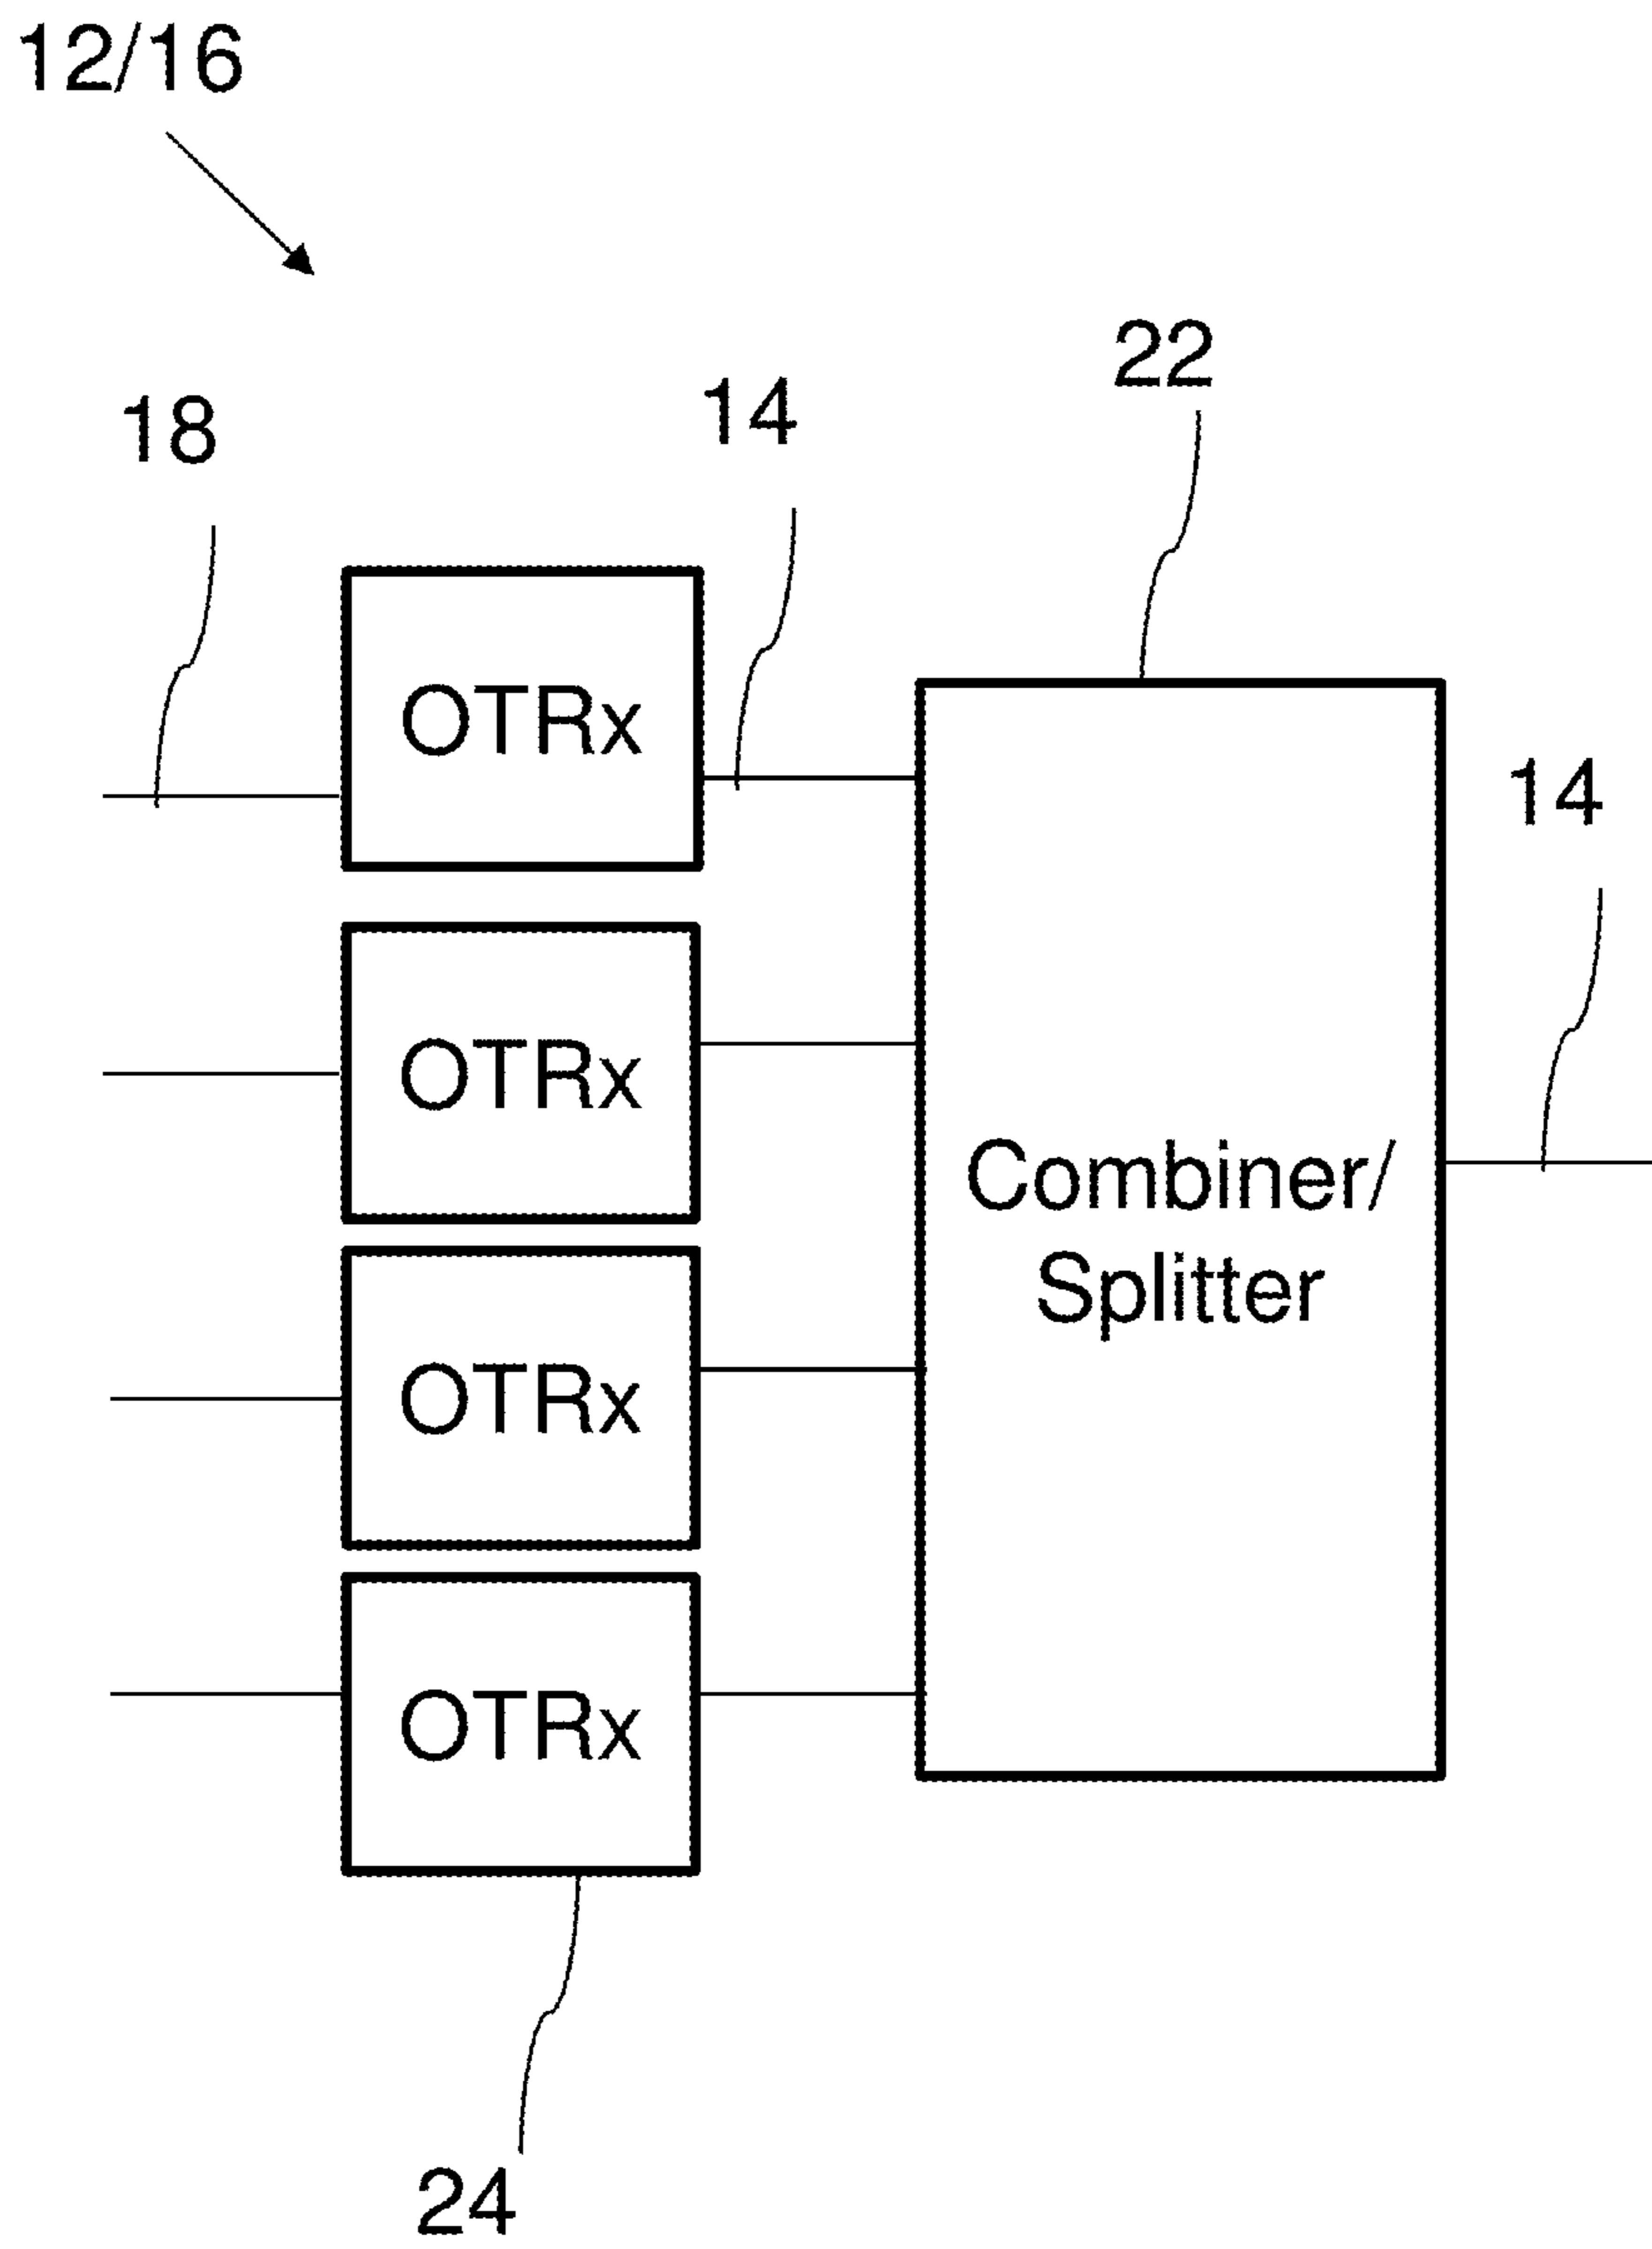 12/16
22
14
18
OTRx
14
OTRx
Combiner/
Splitter
OTRx
OTRx
24